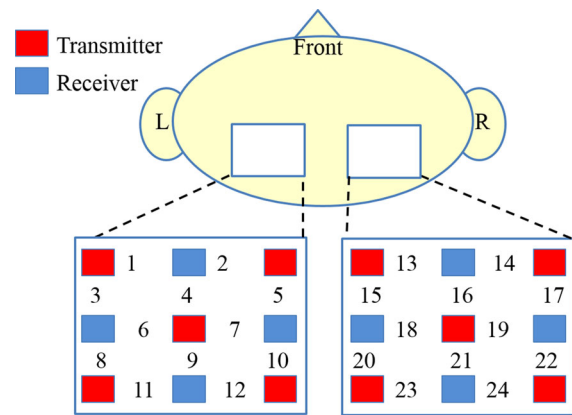 Front
Transmitter
Receiver
L R
1 2 13 14
3 4 5 15 16 17
6 7 18 19
8 9 10 20 21 22
11 12 23 24